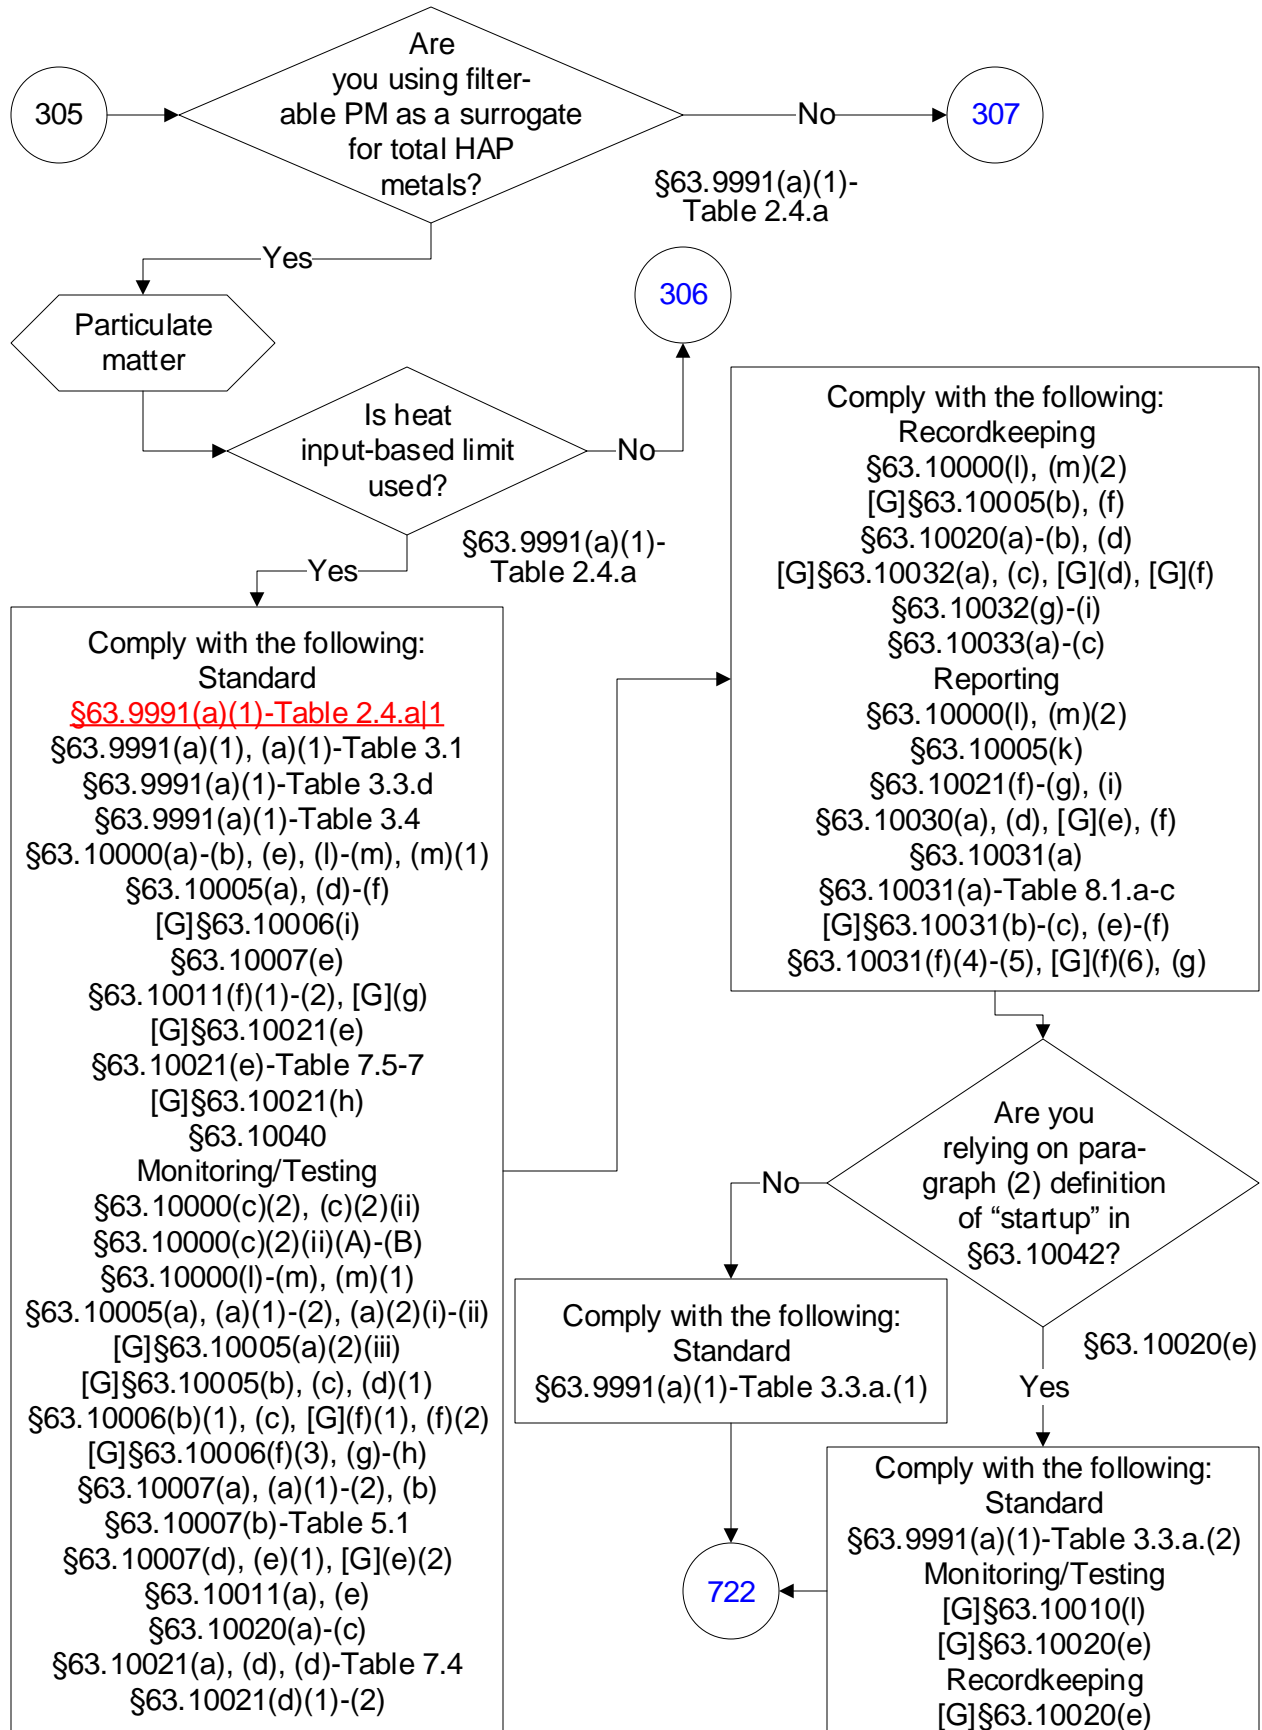 305
Are
you using filter-
able PM as a surrogate
for total HAP
metals?
No
307
§63.9991(a)(1)-
Table 2.4.a
Yes
Particulate
matter
306
Is heat
input-based limit
used?
No
§63.9991(a)(1)-
Table 2.4.a
Yes
Comply with the following:
Standard
§63.9991(a)(1)-Table 2.4.a|1
§63.9991(a)(1), (a)(1)-Table 3.1
§63.9991(a)(1)-Table 3.3.d
§63.9991(a)(1)-Table 3.4
§63.10000(a)-(b), (e), (l)-(m), (m)(1)
§63.10005(a), (d)-(f)
[G]§63.10006(i)
§63.10007(e)
§63.10011(f)(1)-(2), [G](g)
[G]§63.10021(e)
§63.10021(e)-Table 7.5-7
[G]§63.10021(h)
§63.10040
Monitoring/Testing
§63.10000(c)(2), (c)(2)(ii)
§63.10000(c)(2)(ii)(A)-(B)
§63.10000(l)-(m), (m)(1)
§63.10005(a), (a)(1)-(2), (a)(2)(i)-(ii)
[G]§63.10005(a)(2)(iii)
[G]§63.10005(b), (c), (d)(1)
§63.10006(b)(1), (c), [G](f)(1), (f)(2)
[G]§63.10006(f)(3), (g)-(h)
§63.10007(a), (a)(1)-(2), (b)
§63.10007(b)-Table 5.1
§63.10007(d), (e)(1), [G](e)(2)
§63.10011(a), (e)
§63.10020(a)-(c)
§63.10021(a), (d), (d)-Table 7.4
§63.10021(d)(1)-(2)
Comply with the following:
Recordkeeping
§63.10000(l), (m)(2)
[G]§63.10005(b), (f)
§63.10020(a)-(b), (d)
[G]§63.10032(a), (c), [G](d), [G](f)
§63.10032(g)-(i)
§63.10033(a)-(c)
Reporting
§63.10000(l), (m)(2)
§63.10005(k)
§63.10021(f)-(g), (i)
§63.10030(a), (d), [G](e), (f)
§63.10031(a)
§63.10031(a)-Table 8.1.a-c
[G]§63.10031(b)-(c), (e)-(f)
§63.10031(f)(4)-(5), [G](f)(6), (g)
Are you
relying on para-
graph (2) definition
of “startup” in
§63.10042?
No
§63.10020(e)
Yes
Comply with the following:
Standard
§63.9991(a)(1)-Table 3.3.a.(1)
722
Comply with the following:
Standard
§63.9991(a)(1)-Table 3.3.a.(2)
Monitoring/Testing
[G]§63.10010(l)
[G]§63.10020(e)
Recordkeeping
[G]§63.10020(e)